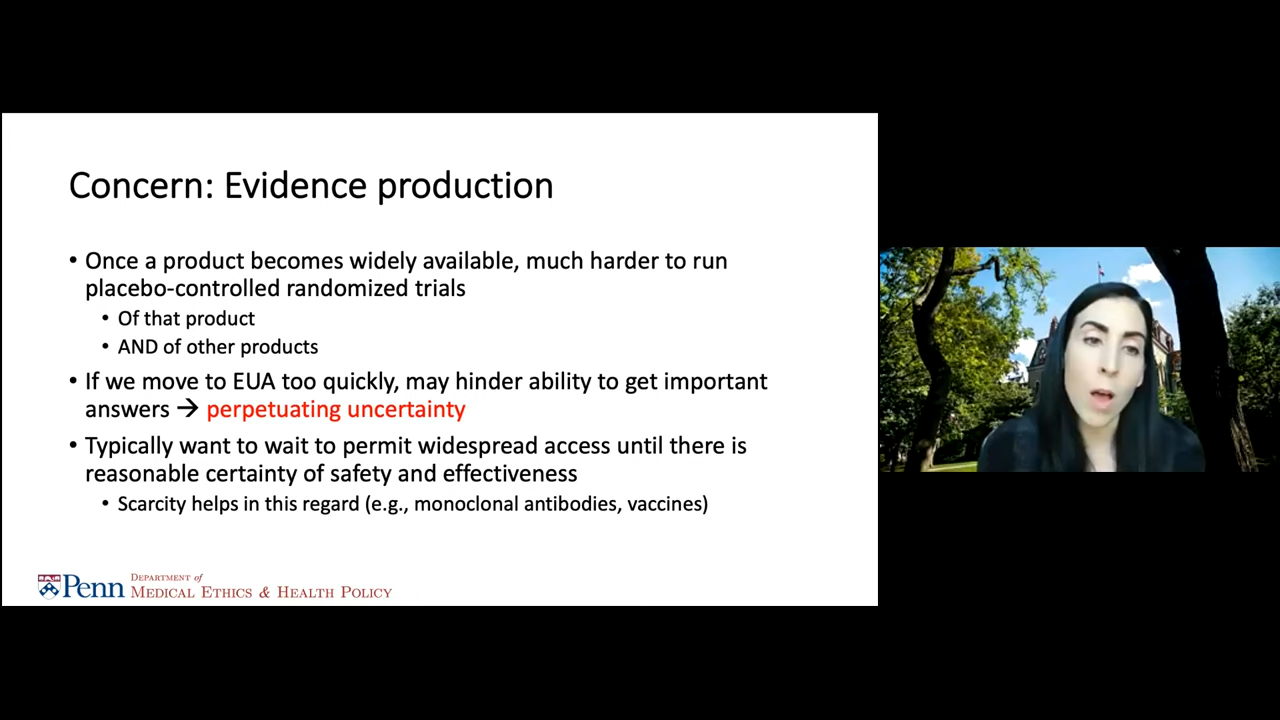 Concern: Evidence production
• Once a product becomes widely available, much harder to run
placebo-controlled randomized trials
• Of that product
• AND of other products
• If we move to EUA too quickly, may hinder ability to get important
answers → perpetuating uncertainty
• Typically want to wait to permit widespread access until there is
reasonable certainty of safety and effectiveness
• Scarcity helps in this regard (e.g., monoclonal antibodies, vaccines)
Penn
Department of
Medical Ethics & Health Policy